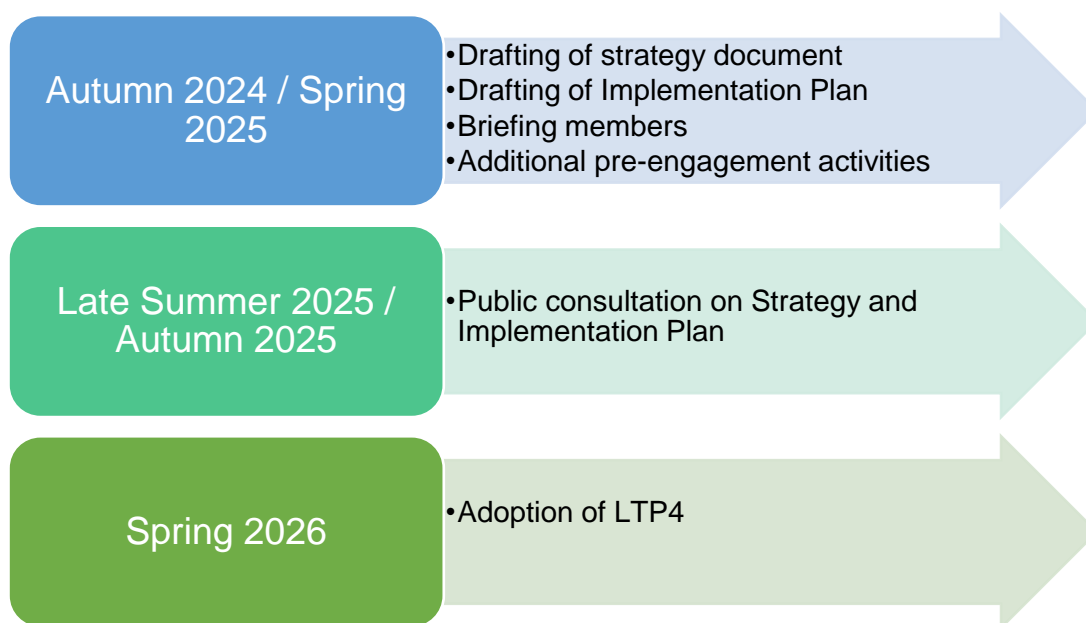 Autumn 2024 / Spring
2025
•Drafting of strategy document
•Drafting of Implementation Plan
•Briefing members
•Additional pre-engagement activities
Late Summer 2025 /
Autumn 2025
•Public consultation on Strategy and
Implementation Plan
Spring 2026
•Adoption of LTP4